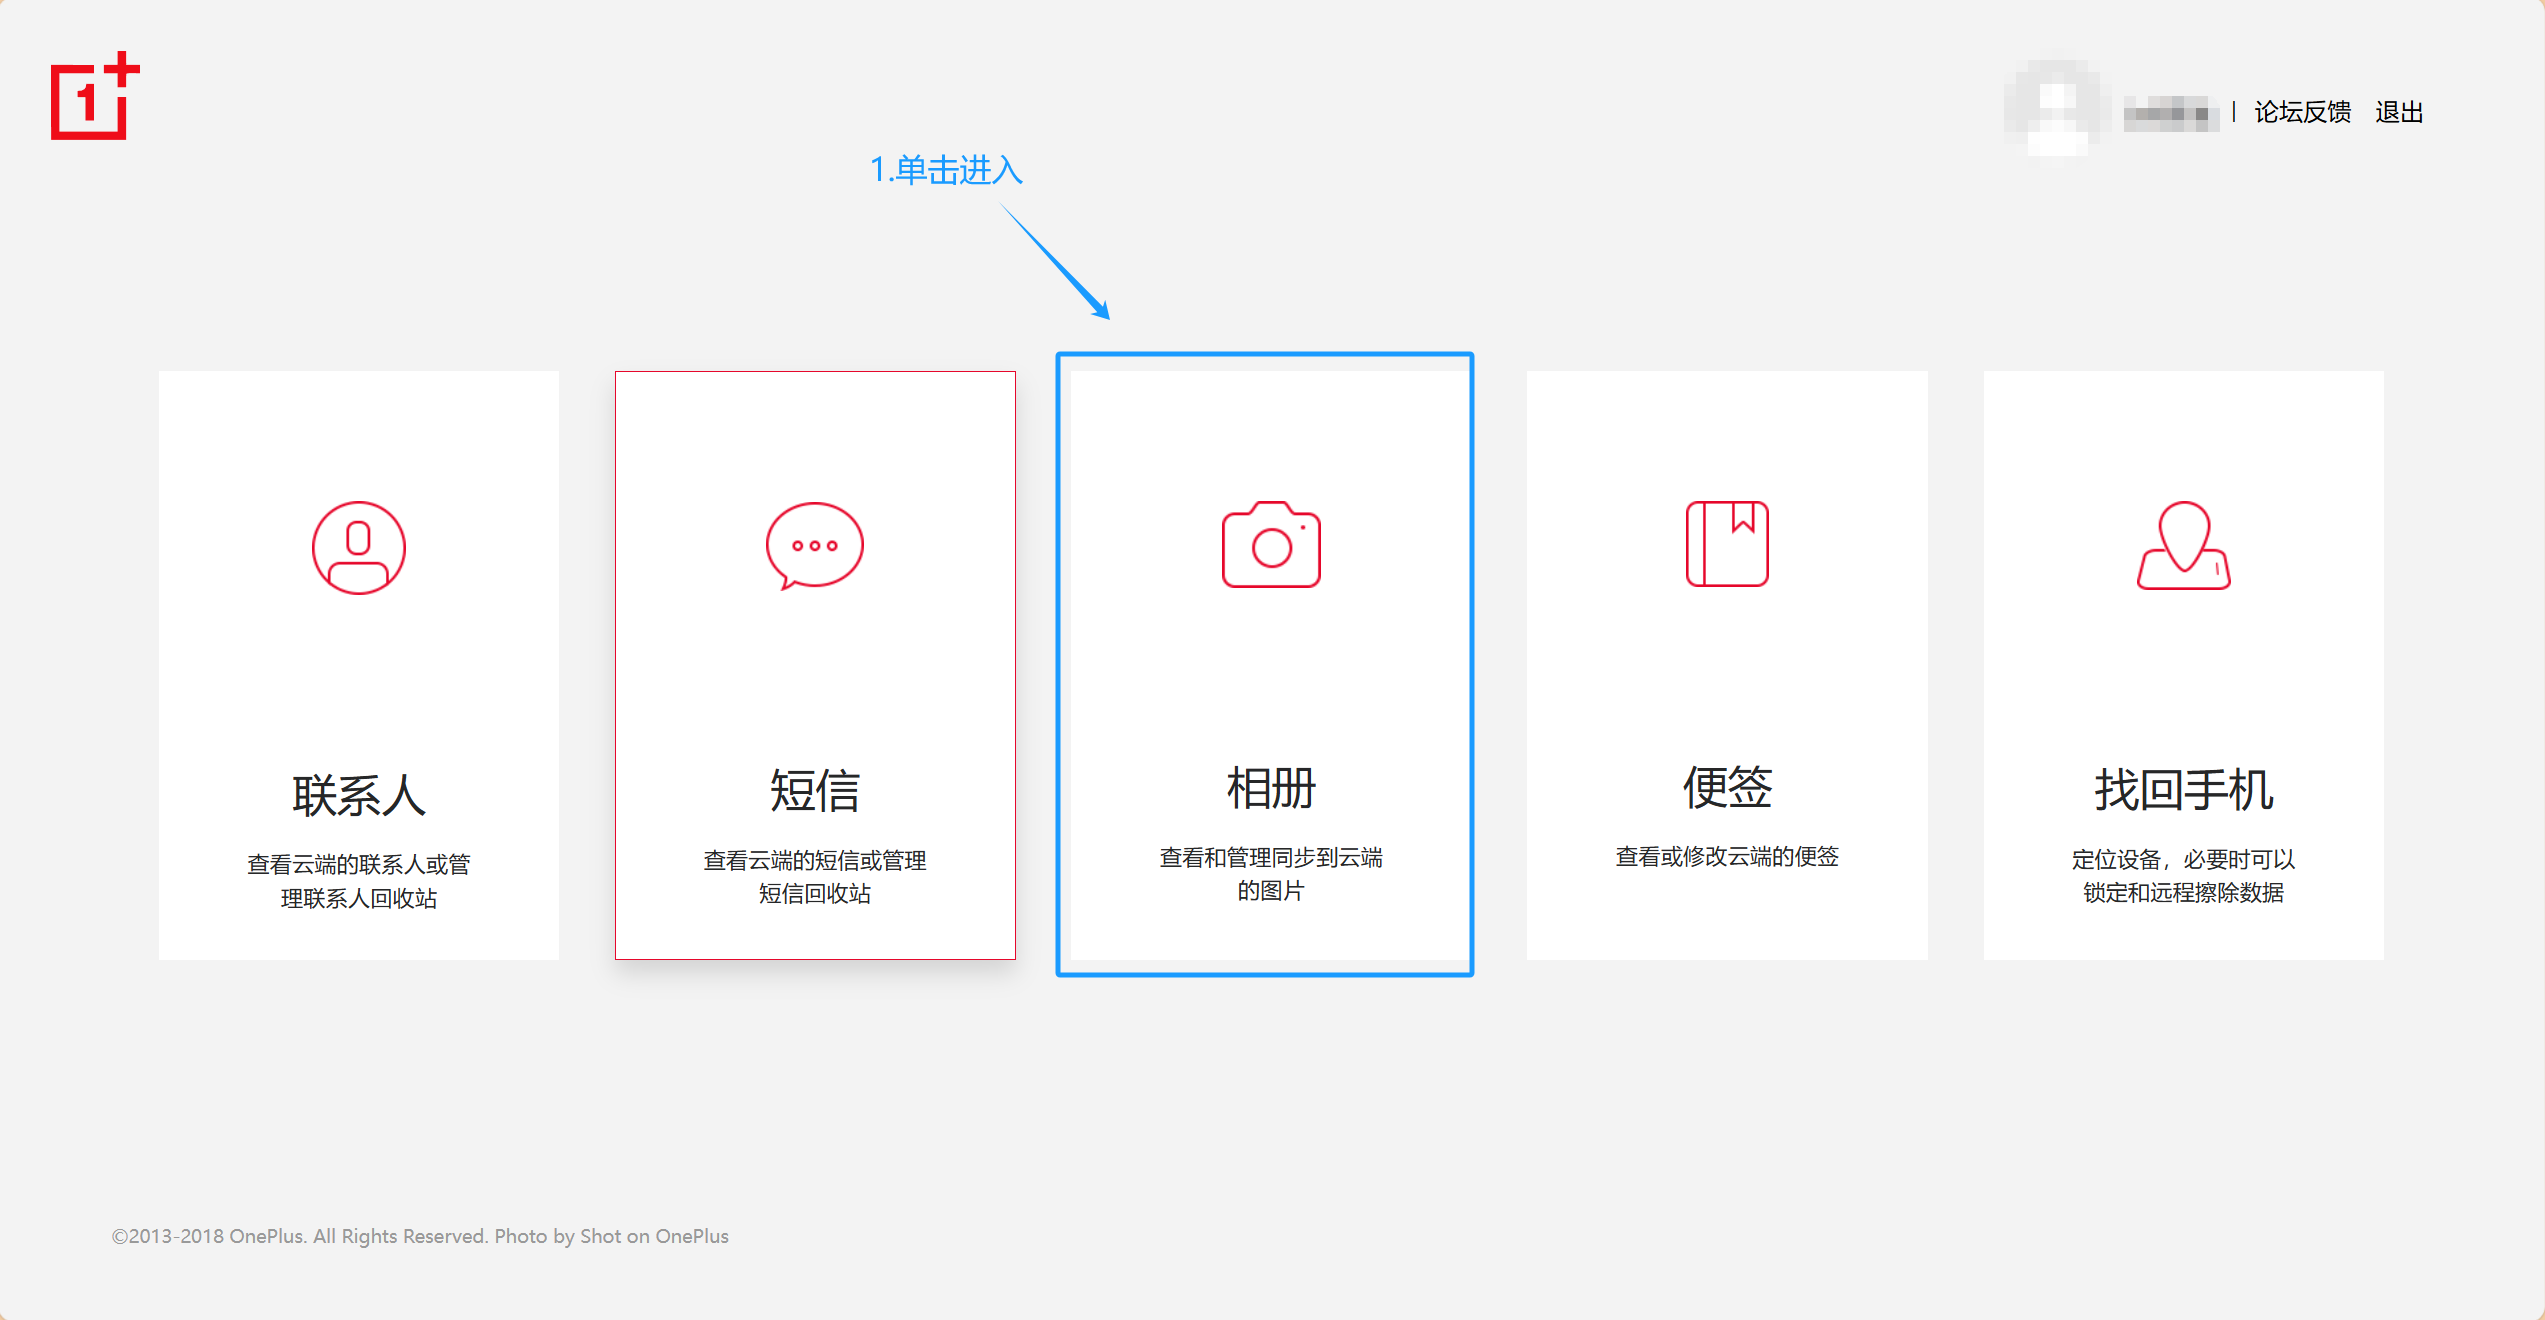 1
论坛反馈 退出
1.单击进入
联系人
查看云端的联系人或管
理联系人回收站
短信
查看云端的短信或管理
短信回收站
相册
查看和管理同步到云端
的图片
便签
查看或修改云端的便签
找回手机
定位设备，必要时可以
锁定和远程擦除数据
©2013-2018 OnePlus. All Rights Reserved. Photo by Shot on OnePlus